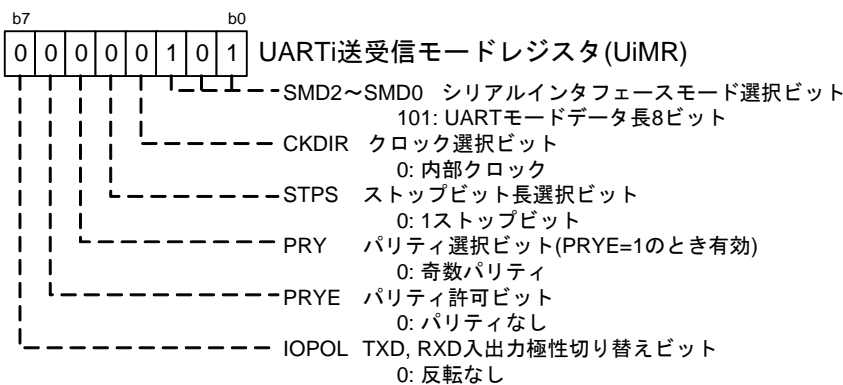 b7 b0
0 0 0 0 0 1 0 1 UARTi送受信モードレジスタ(UiMR)
SMD2～SMD0 シリアルインタフェースモード選択ビット
101: UARTモードデータ長8ビット
CKDIR クロック選択ビット
0: 内部クロック
STPS ストップビット長選択ビット
0: 1ストップビット
PRY パリティ選択ビット(PRYE=1のとき有効)
0: 奇数パリティ
PRYE パリティ許可ビット
0: パリティなし
IOPOL TXD, RXD入出力極性切り替えビット
0: 反転なし